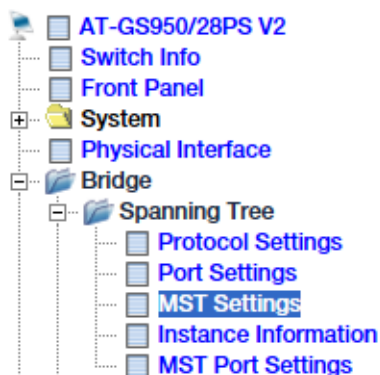 AT-GS950/28PS V2
Switch Info
Front Panel
System
Physical Interface
Bridge
Spanning Tree
Protocol Settings
Port Settings
MST Settings
Instance Information
MST Port Settings